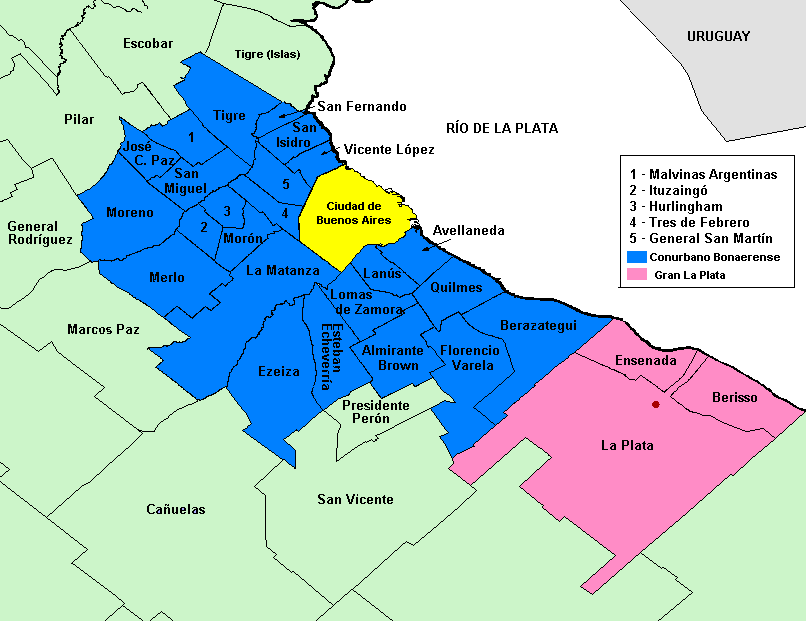 Escobar
Tigre (Islas)
URUGUAY
Pilar
Tigre
San Fernando
San
Isidro
RÍO DE LA PLATA
1
José
C. Paz
Vicente López
San
Miguel
5
Moreno
3
4
2
Morón
Ciudad de
Buenos Aires
General
Rodríguez
Avellaneda
Merlo
La Matanza
Lanús
Quilmes
Lomas
de Zamora
Marcos Paz
Berazategui
Esteban
Echeverría
Ezeiza
Almirante
Brown
Florencio
Varela
Ensenada
Berisso
Presidente
Perón
La Plata
San Vicente
Cañuelas
1 - Malvinas Argentinas
2 - Ituzaingó
3 - Hurlingham
4 - Tres de Febrero
5 - General San Martín
Conurbano Bonaerense
Gran La Plata